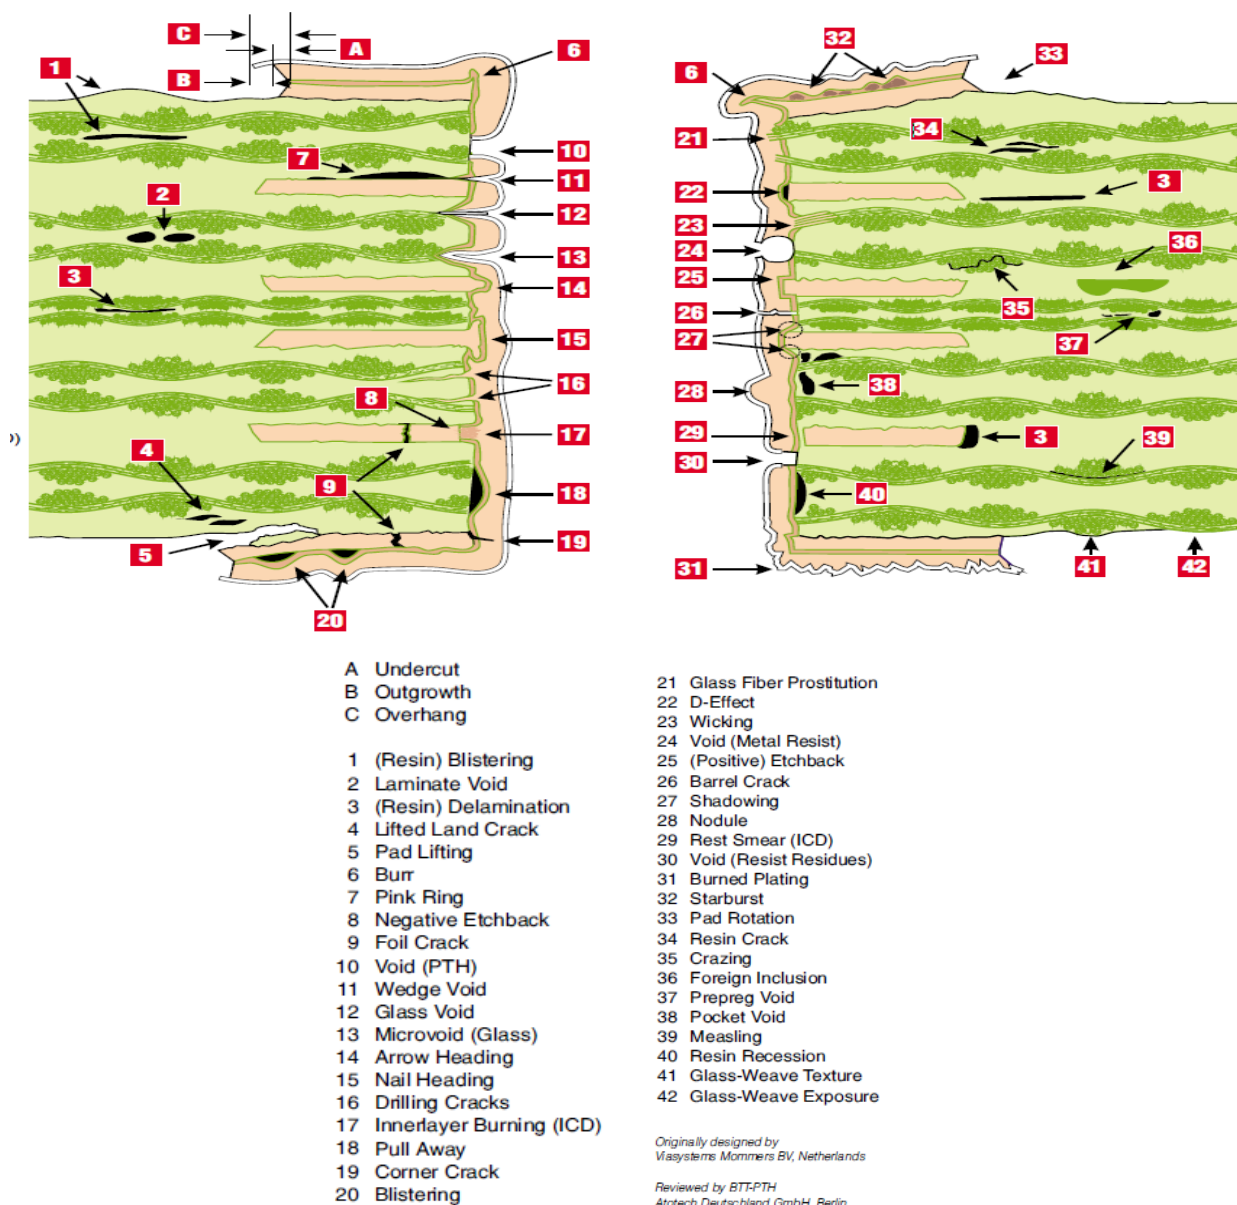 C
A
B
1
6
10
7
11
2
12
13
3
14
15
16
8
17
4
9
18
5
19
20
32
33
6
21
34
22
3
23
24
36
25
35
26
27
37
28
38
29
3
39
30
40
31
41
42
A Undercut
B Outgrowth
C Overhang
1 (Resin) Blistering
2 Laminate Void
3 (Resin) Delamination
4 Lifted Land Crack
5 Pad Lifting
6 Burr
7 Pink Ring
8 Negative Etchback
9 Foil Crack
10 Void (PTH)
11 Wedge Void
12 Glass Void
13 Microvoid (Glass)
14 Arrow Heading
15 Nail Heading
16 Drilling Cracks
17 Innerlayer Burning (ICD)
18 Pull Away
19 Corner Crack
20 Blistering
21 Glass Fiber Prostitution
22 D-Effect
23 Wicking
24 Void (Metal Resist)
25 (Positive) Etchback
26 Barrel Crack
27 Shadowing
28 Nodule
29 Rest Smear (ICD)
30 Void (Resist Residues)
31 Burned Plating
32 Starburst
33 Pad Rotation
34 Resin Crack
35 Crazing
36 Foreign Inclusion
37 Prepreg Void
38 Pocket Void
39 Measling
40 Resin Recession
41 Glass-Weave Texture
42 Glass-Weave Exposure
Originally designed by
Viasystems Mommers BV, Netherlands
Reviewed by BTT-PTH
Atotech Deutschland GmbH, Berlin